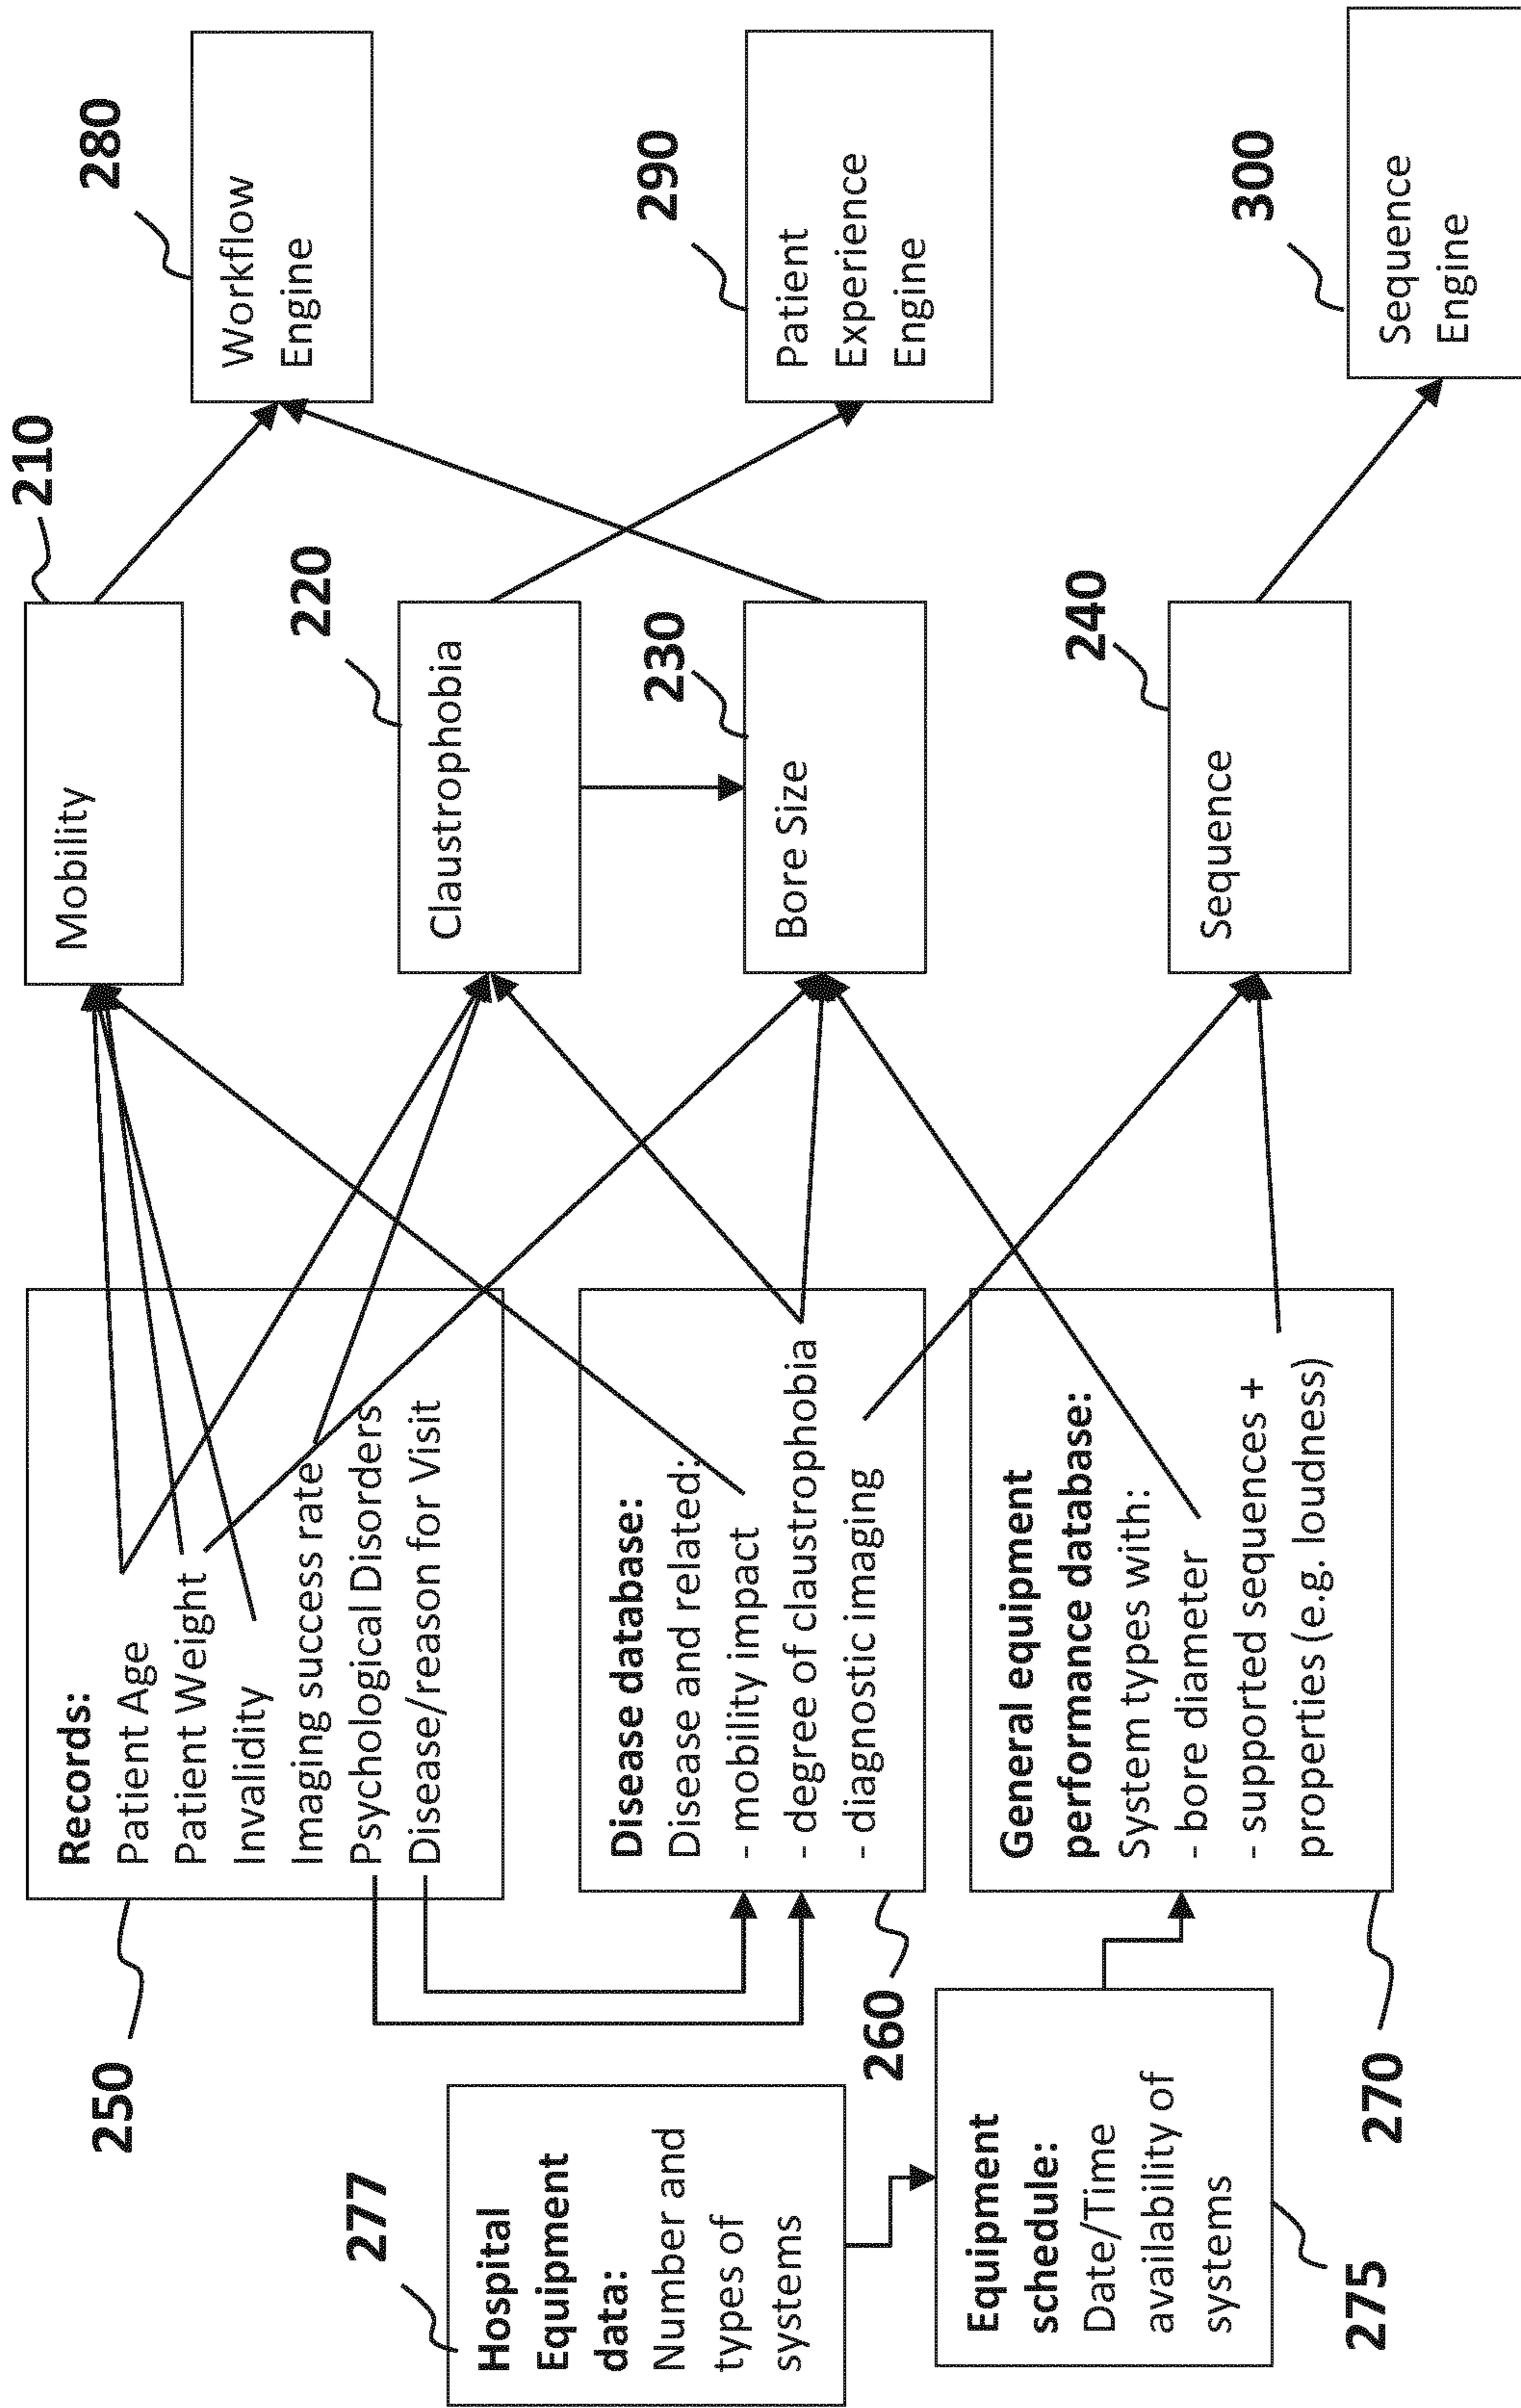 277
Hospital
Equipment
data:
Number and
types of
systems
Equipment
schedule:
Date/Time
availability of
systems
275
250
Records:
Patient Age
Patient Weight
Invalidity
Imaging success rate
Psychological Disorders
Disease/reason for Visit
Disease database:
Disease and related:
- mobility impact
- degree of claustrophobia
- diagnostic imaging
260
General equipment
performance database:
System types with:
- bore diameter
- supported sequences +
properties (e.g. loudness)
270
210
Mobility
220
Claustrophobia
230
Bore Size
240
Sequence
280
Workflow
Engine
290
Patient
Experience
Engine
300
Sequence
Engine